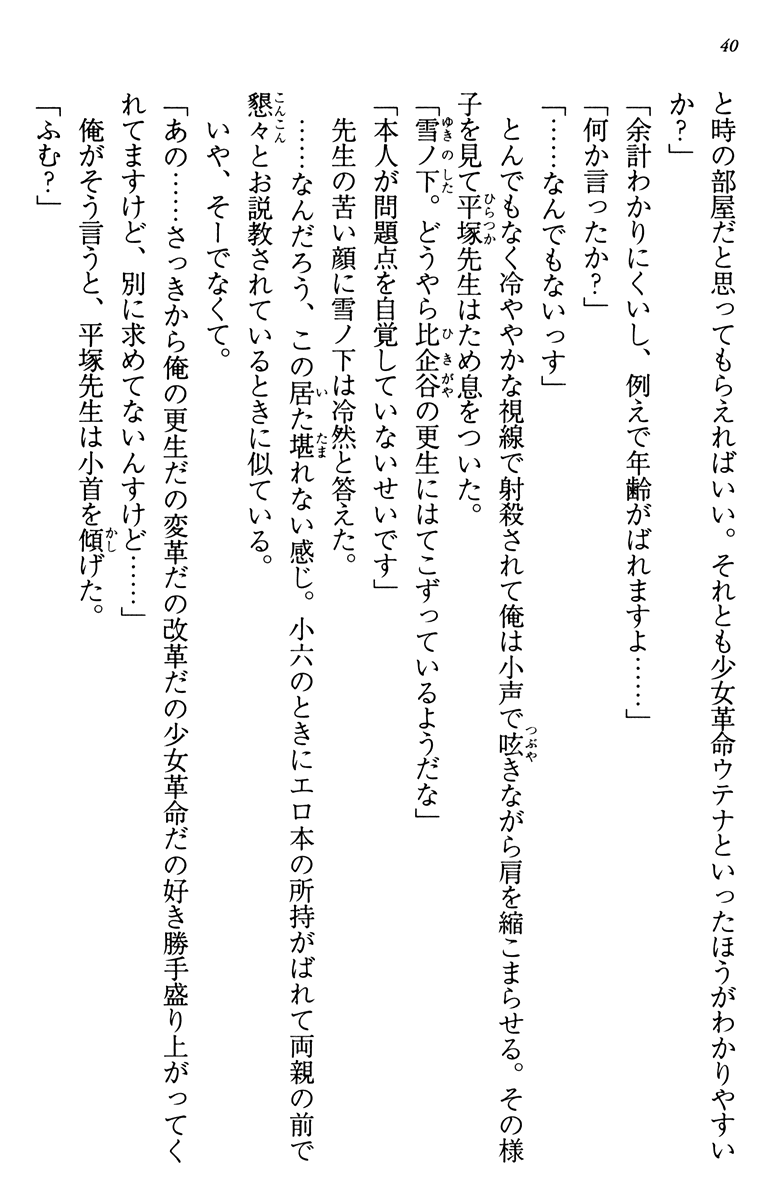 40
と時の部屋だと思ってもらえればいい。それとも少女革命ウテナといったほうがわかりやすい
か?」
「余計わかりにくいし、例えで年齢がばれますよ……」
「何か言ったか?」
「……なんでもないっす」
とんでもなく冷ややかな視線で射殺されて俺は小声で呟きながら肩を縮こまらせる。その様
子を見て平塚先生はため息をついた。
「雪ノ下。どうやら比企谷の更生にはてこずっているようだな」
「本人が問題点を自覚していないせいです」
先生の苦い顔に雪ノ下は冷然と答えた。
……なんだろう、この居た堪れない感じ。小六のときにエロ本の所持がばれて両親の前で
懇々とお説教されているときに似ている。
いや、そーでなくて。
「あの……さっきから俺の更生だの変革だの改革だの少女革命だの好き勝手盛り上がってく
れてますけど、別に求めてないんすけど……」
俺がそう言うと、平塚先生は小首を傾げた。
「ふむ?」